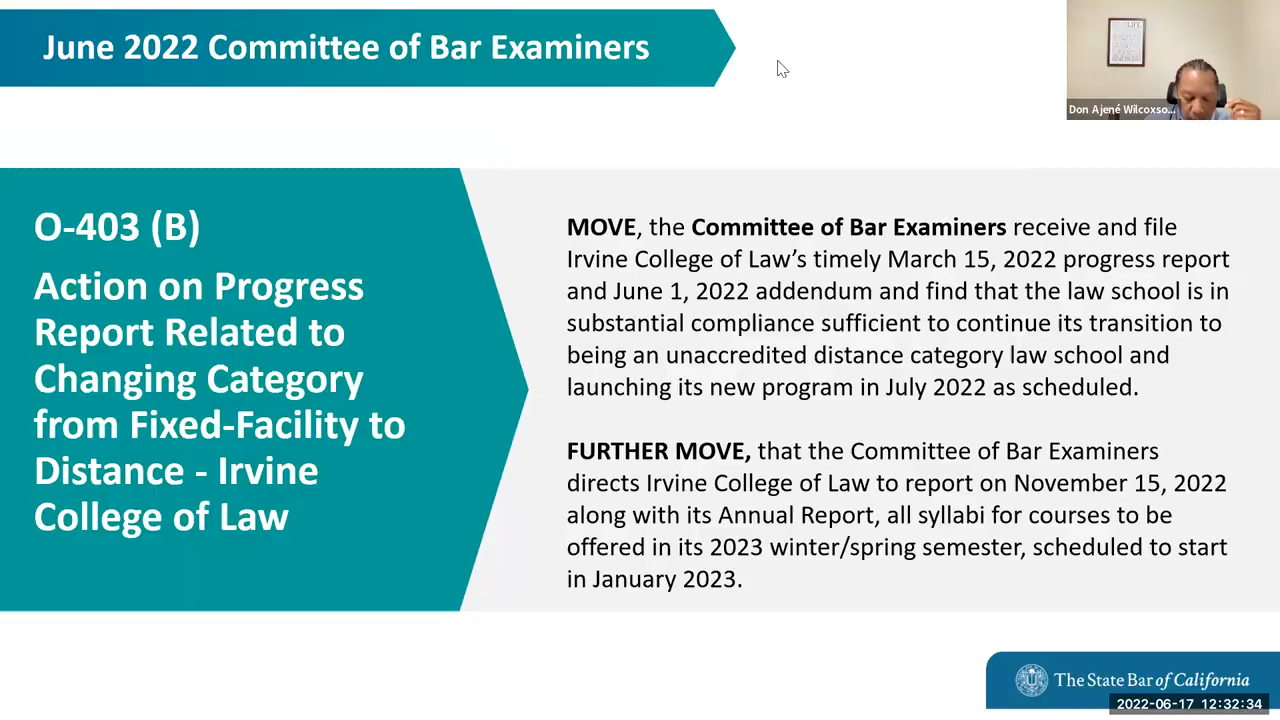 June 2022 Committee of Bar Examiners
LIFE
Don Ajené Wilcoxso...
O-403 (B)
Action on Progress
Report Related to
Changing Category
from Fixed-Facility to
Distance - Irvine
College of Law
MOVE, the Committee of Bar Examiners receive and file
Irvine College of Law’s timely March 15, 2022 progress report
and June 1, 2022 addendum and find that the law school is in
substantial compliance sufficient to continue its transition to
being an unaccredited distance category law school and
launching its new program in July 2022 as scheduled.
FURTHER MOVE, that the Committee of Bar Examiners
directs Irvine College of Law to report on November 15, 2022
along with its Annual Report, all syllabi for courses to be
offered in its 2023 winter/spring semester, scheduled to start
in January 2023.
The State Bar of California
2022-06-17 12:32:34